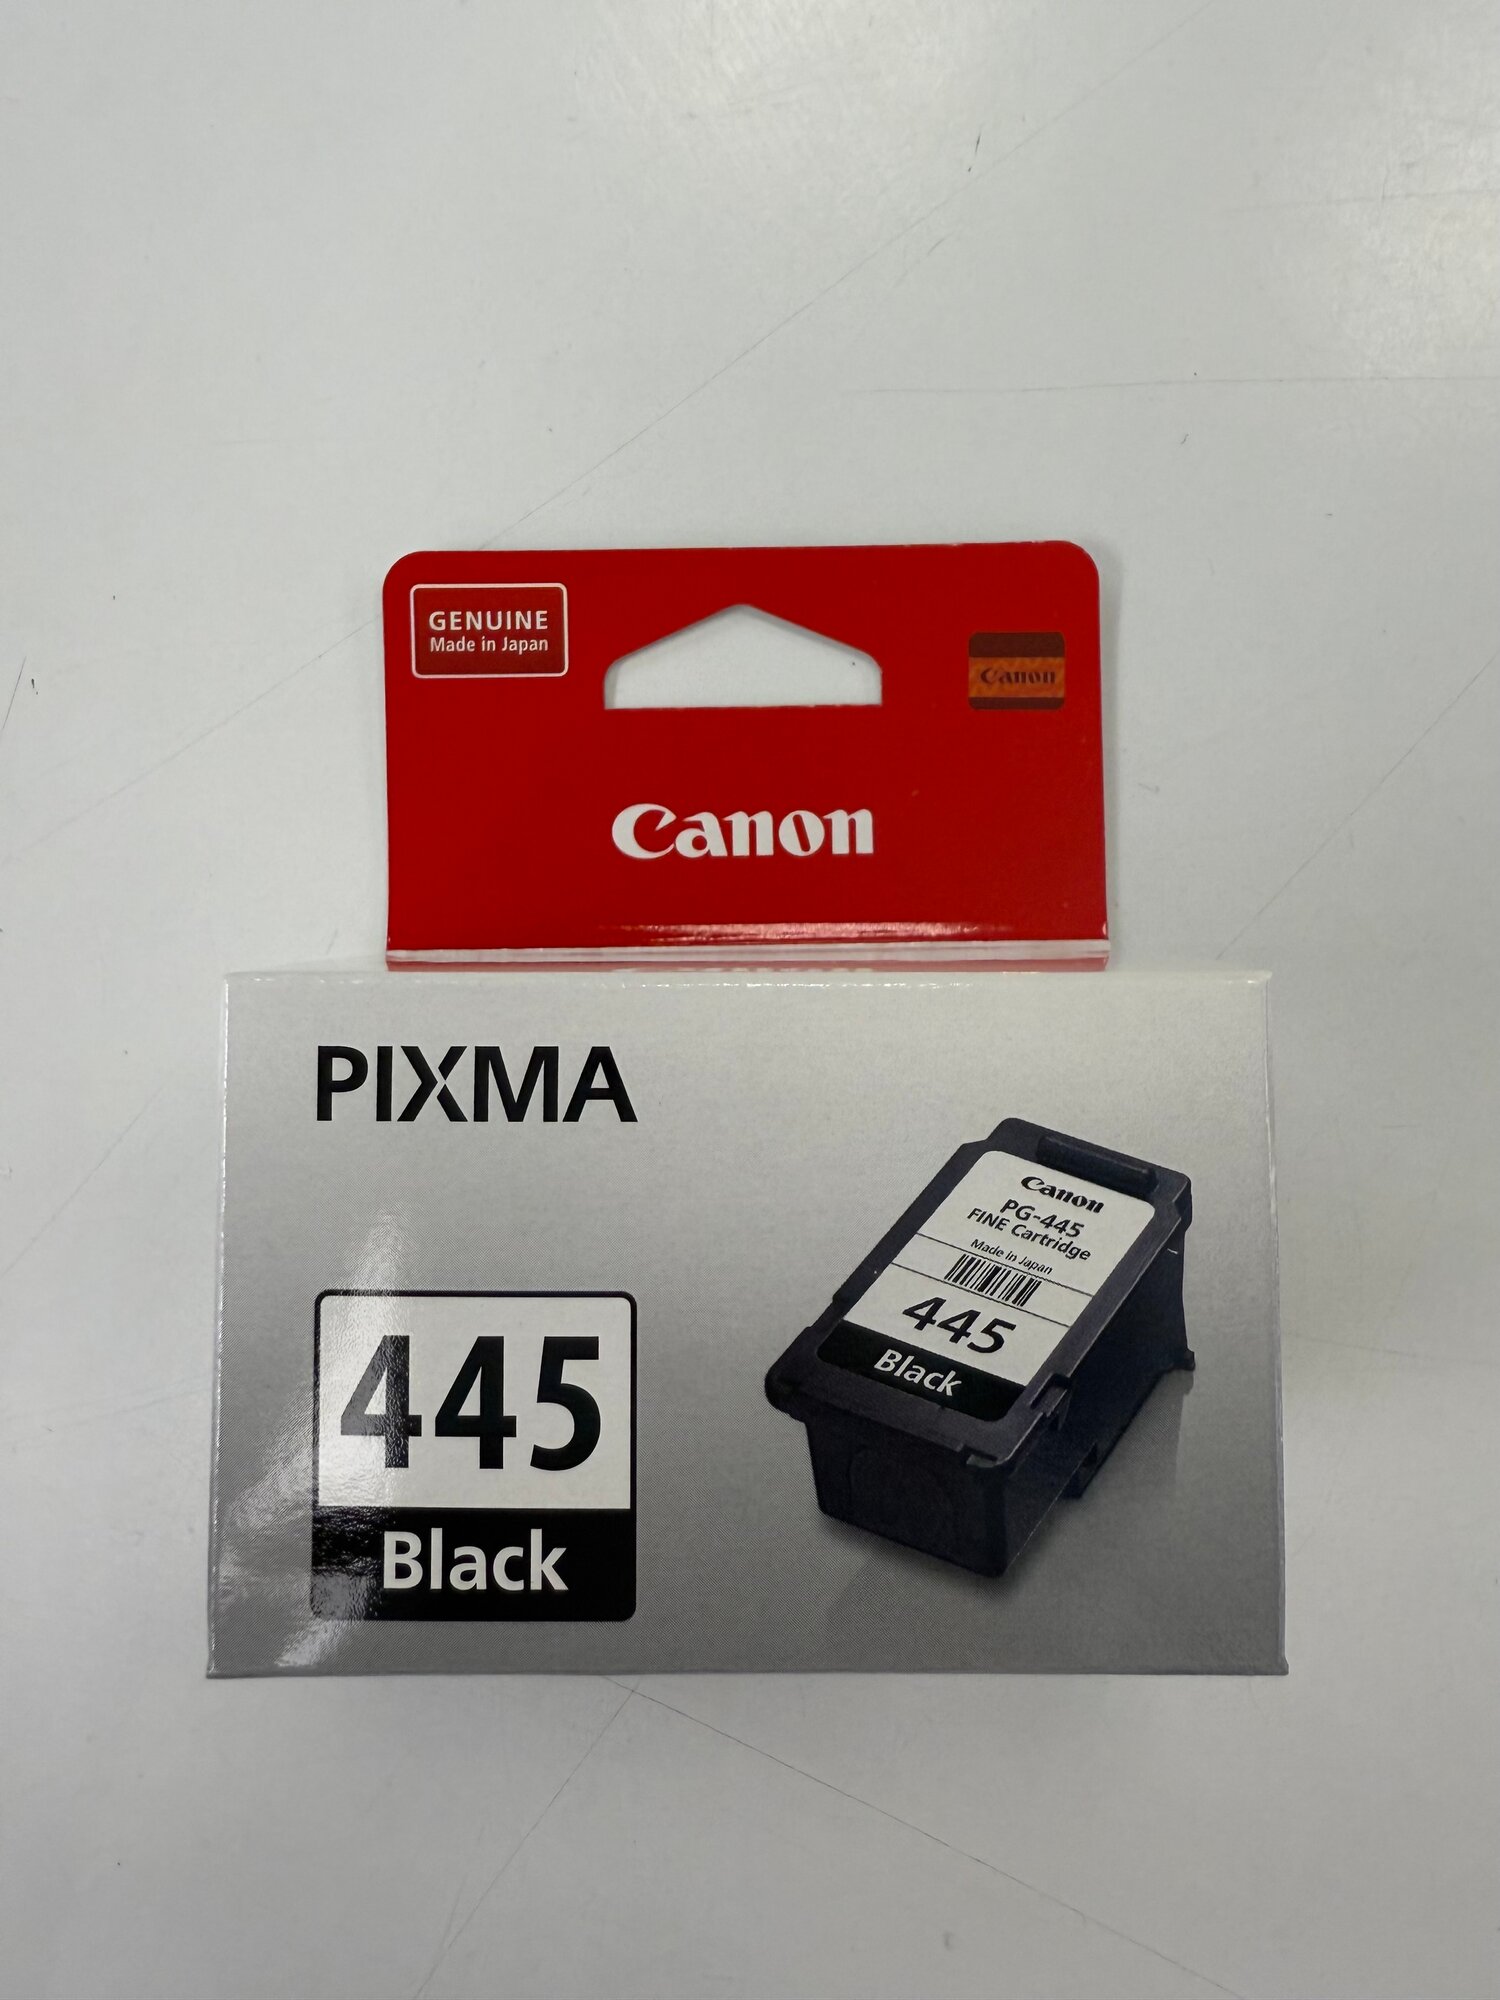 GENUINE
Made in Japan
Canon
Canon
PIXMA
445
Black
Canon
PG-445
FINE Cartridge
Made in Japan
445
Black